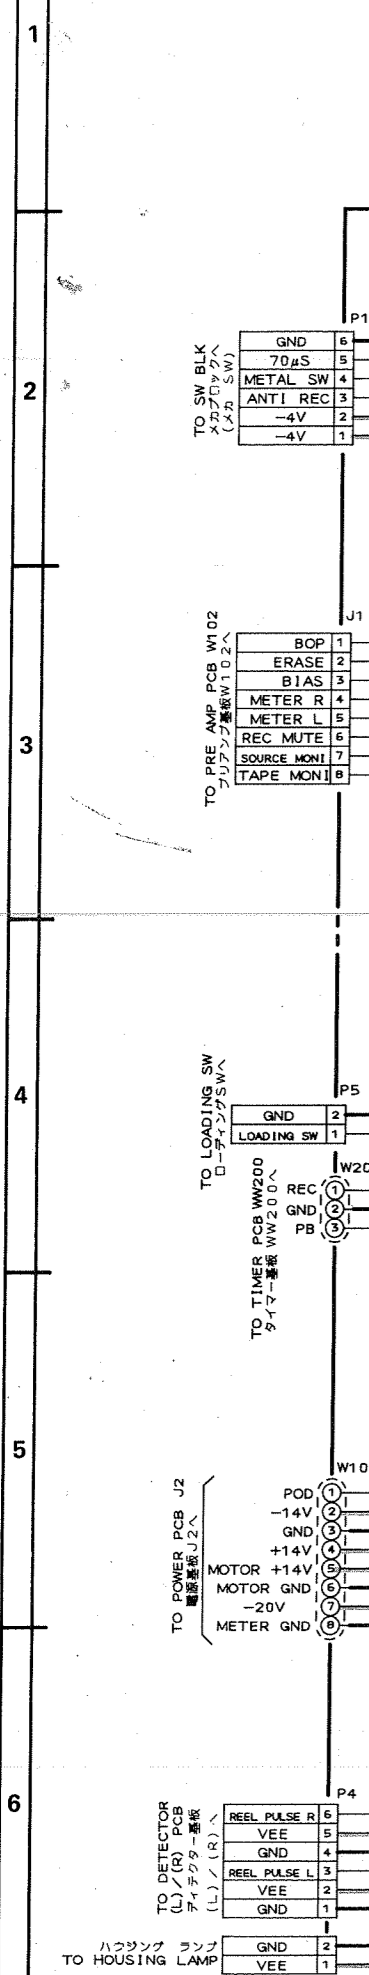 1
P1
TO SW BLK
メカブロックへ
(メカ SW)
GND 6
70μS 5
METAL SW 4
ANTI REC 3
−4V 2
−4V 1
2
J1
TO PRE AMP PCB W102
プリアンプ基板W102へ
BOP 1
ERASE 2
BIAS 3
METER R 4
METER L 5
REC MUTE 6
SOURCE MONI 7
TAPE MONI 8
3
P5
TO LOADING SW
ローディングSWへ
GND 2
LOADING SW 1
4
W20
TO TIMER PCB WW200
タイマー基板 WW200へ
REC 1
GND 2
PB 3
5
W10
TO POWER PCB J2
電源基板J2へ
POD 1
−14V 2
GND 3
+14V 4
MOTOR +14V 5
MOTOR GND 6
−20V 7
METER GND 8
6
P4
TO DETECTOR
(L)/(R) PCB
ディテクター基板
(L)/(R)へ
REEL PULSE R 6
VEE 5
GND 4
REEL PULSE L 3
VEE 2
GND 1
ハウジング ランプ
TO HOUSING LAMP
GND 2
VEE 1